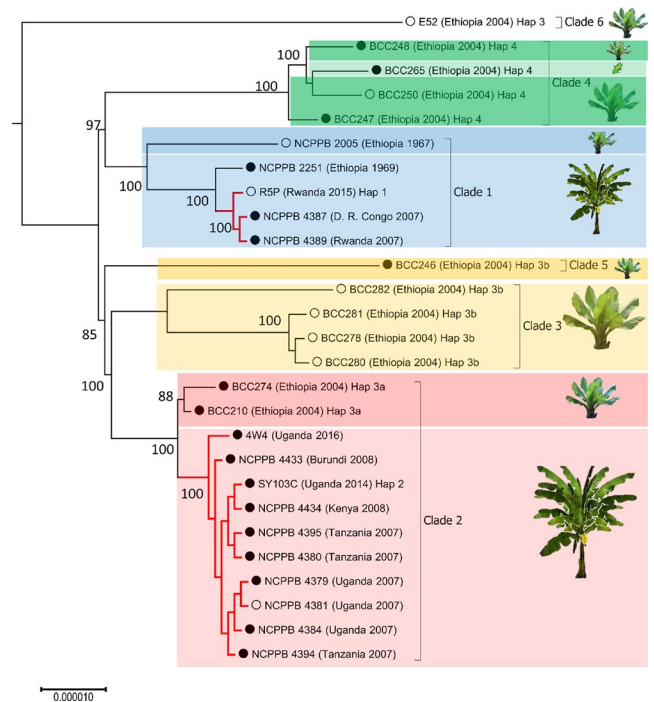 E52 (Ethiopia 2004) Hap 3 Clade 6
100 BCC248 (Ethiopia 2004) Hap 4
BCC265 (Ethiopia 2004) Hap 4
Clade 4
100
BCC250 (Ethiopia 2004) Hap 4
BCC247 (Ethiopia 2004) Hap 4
97
NCPPB 2005 (Ethiopia 1967)
NCPPB 2251 (Ethiopia 1969)
100
R5P (Rwanda 2015) Hap 1 Clade 1
100
NCPPB 4387 (D. R. Congo 2007)
100
NCPPB 4389 (Rwanda 2007)
BCC246 (Ethiopia 2004) Hap 3b Clade 5
BCC282 (Ethiopia 2004) Hap 3b
BCC281 (Ethiopia 2004) Hap 3b
100
Clade 3
85
BCC278 (Ethiopia 2004) Hap 3b
BCC280 (Ethiopia 2004) Hap 3b
100
BCC274 (Ethiopia 2004) Hap 3a
88
BCC210 (Ethiopia 2004) Hap 3a
4W4 (Uganda 2016)
100
NCPPB 4433 (Burundi 2008)
SY103C (Uganda 2014) Hap 2
100
NCPPB 4434 (Kenya 2008)
Clade 2
NCPPB 4395 (Tanzania 2007)
NCPPB 4380 (Tanzania 2007)
NCPPB 4379 (Uganda 2007)
NCPPB 4381 (Uganda 2007)
NCPPB 4384 (Uganda 2007)
NCPPB 4394 (Tanzania 2007)
0.000010